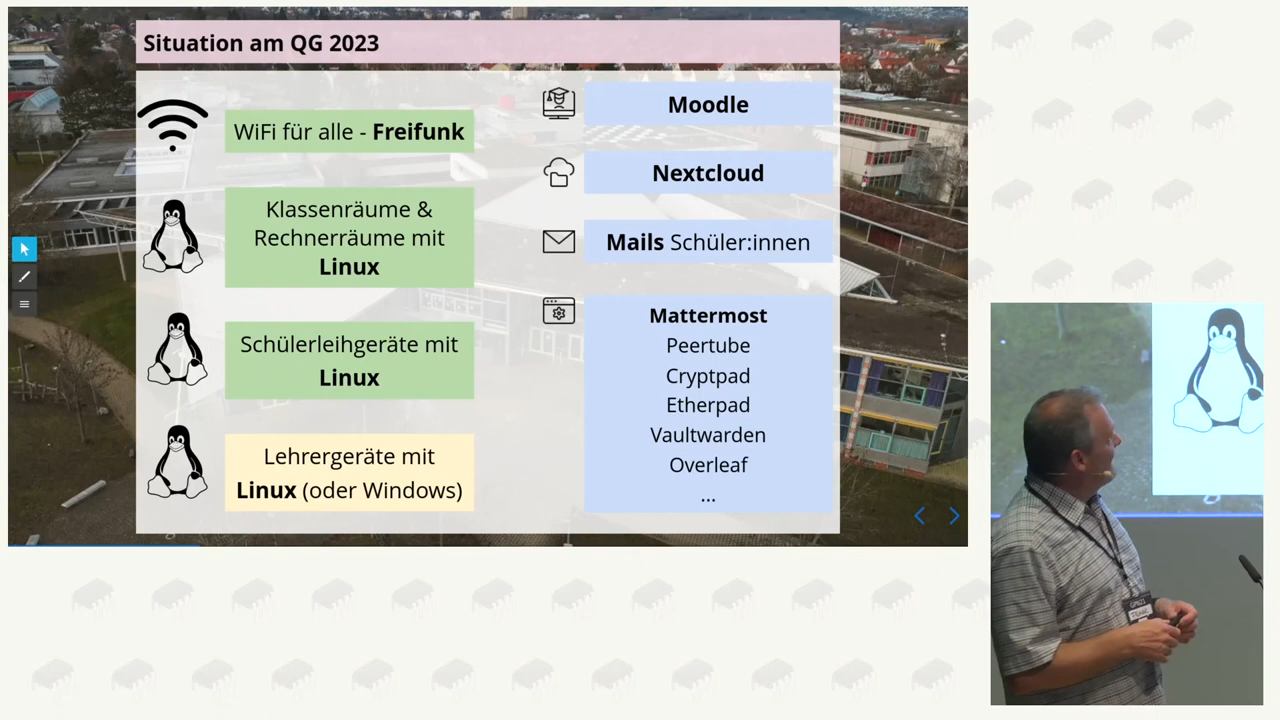 Situation am QG 2023
WiFi für alle - Freifunk
Klassenräume &
Rechnerräume mit
Linux
Schülerleihgeräte mit
Linux
Lehrergeräte mit
Linux (oder Windows)
Moodle
Nextcloud
Mails Schüler:innen
Mattermost
Peertube
Cryptpad
Etherpad
Vaultwarden
Overleaf
...